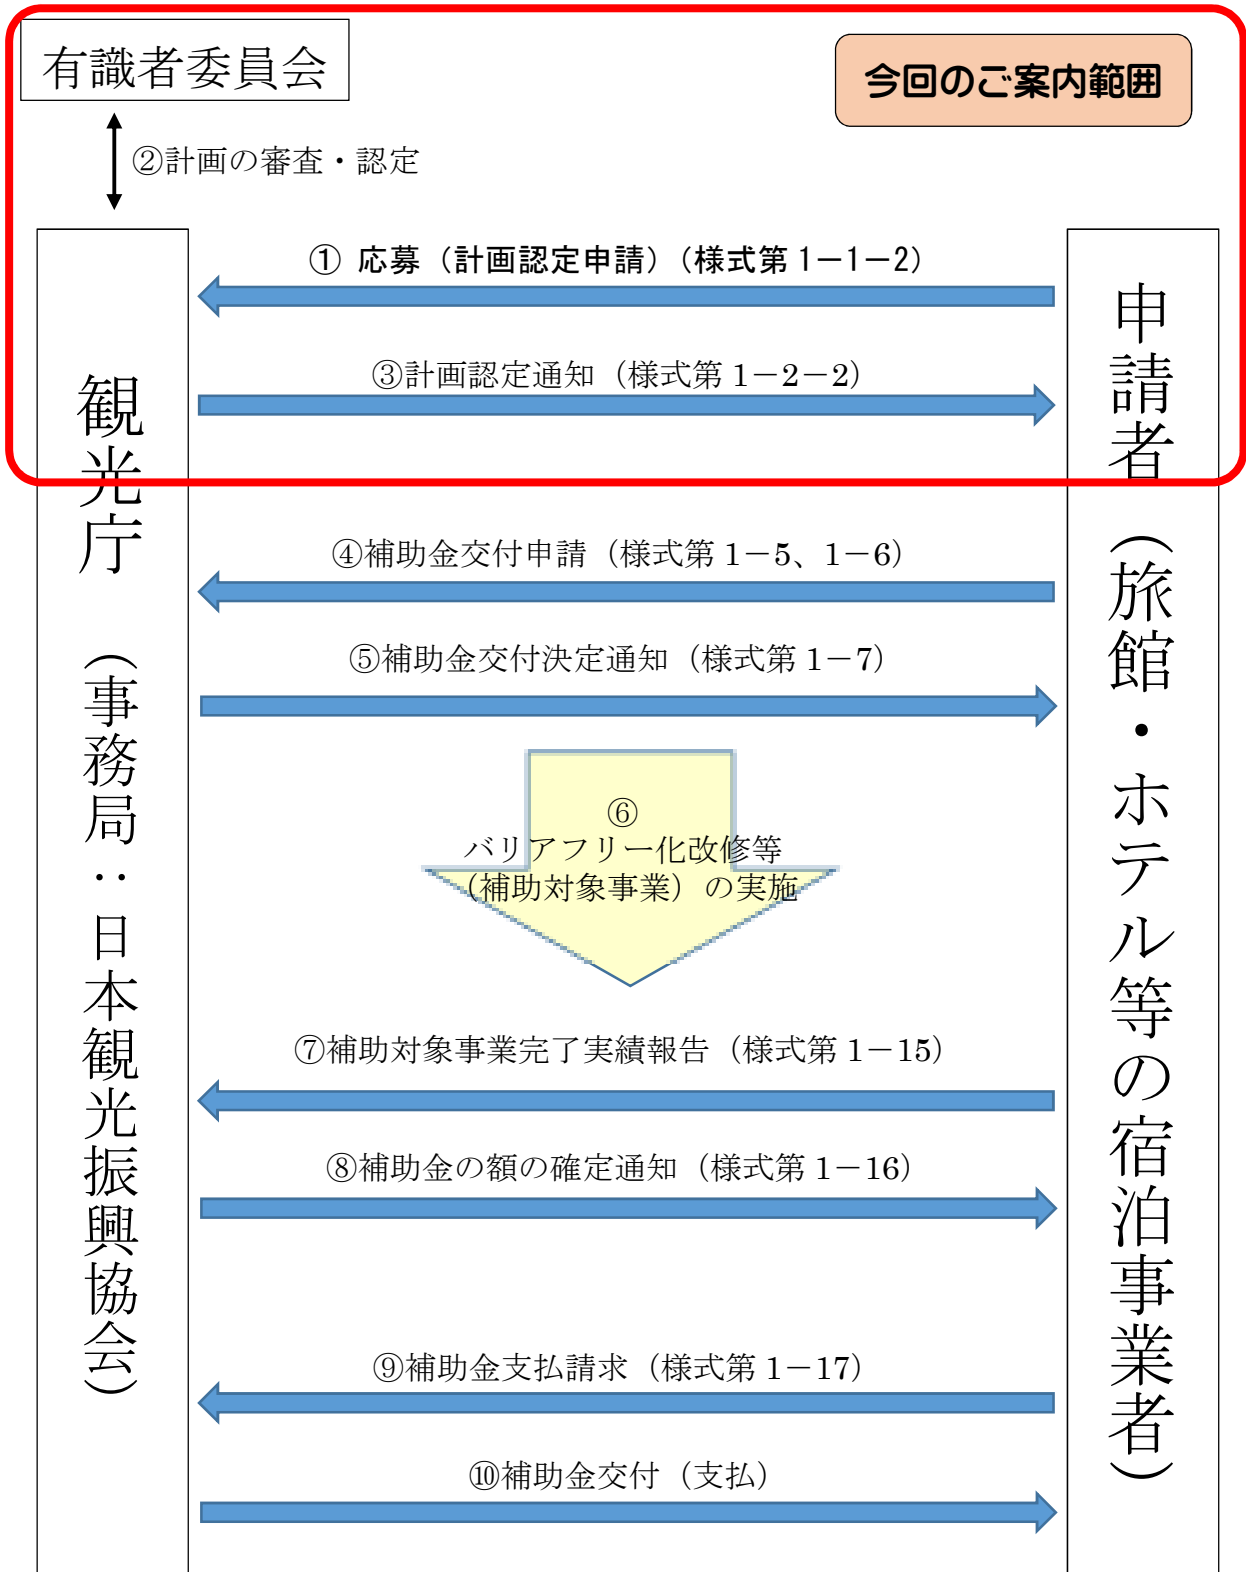 有識者委員会
今回のご案内範囲
②計画の審査・認定
① 応募（計画認定申請）（様式第1－1－2）
③計画認定通知（様式第1－2－2）
④補助金交付申請（様式第1－5、1－6）
⑤補助金交付決定通知（様式第1－7）
⑥
バリアフリー化改修等
（補助対象事業）の実施
⑦補助対象事業完了実績報告（様式第1－15）
⑧補助金の額の確定通知（様式第1－16）
⑨補助金支払請求（様式第1－17）
⑩補助金交付（支払）
観光庁（事務局：日本観光振興協会）
申請者（旅館・ホテル等の宿泊事業者）